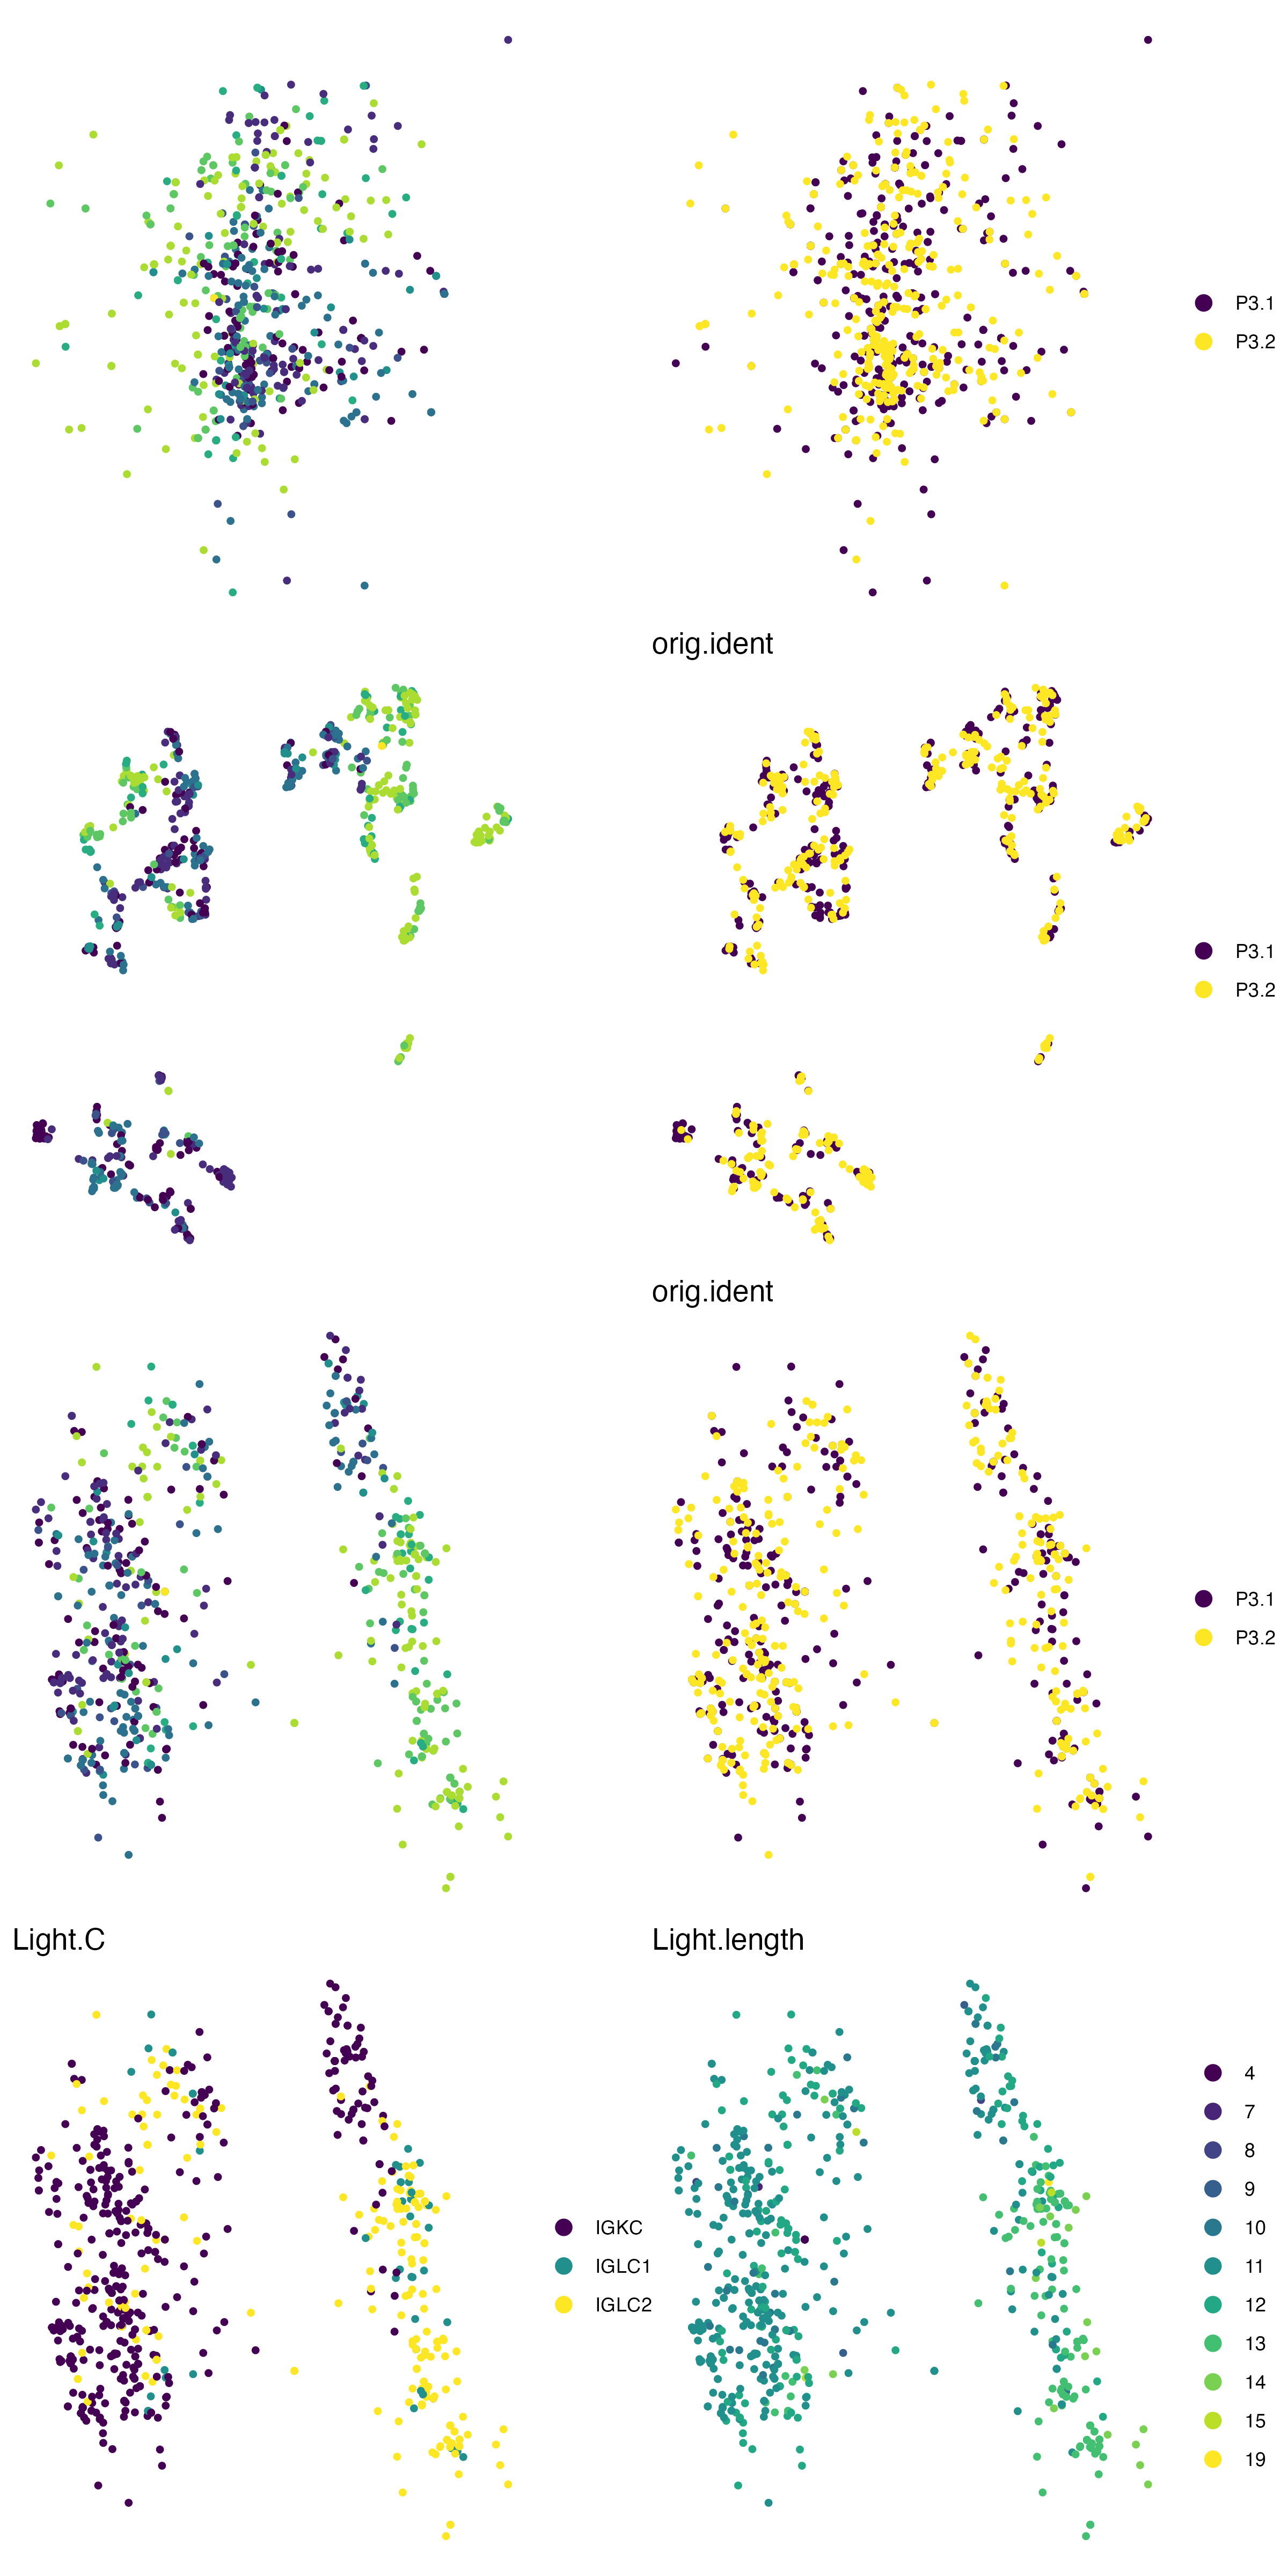 P3.1
P3.2
orig.ident
P3.1
P3.2
orig.ident
P3.1
P3.2
Light.C
IGKC
IGLC1
IGLC2
Light.length
4
7
8
9
10
11
12
13
14
15
19